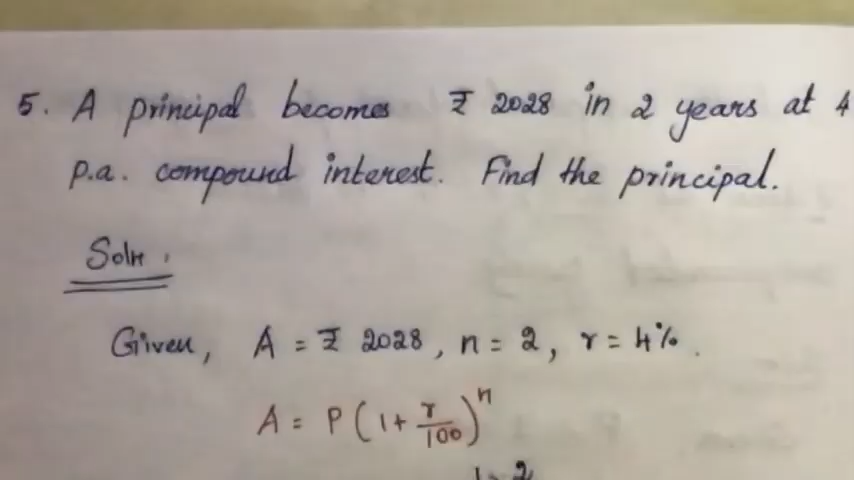 5. A principal becomes ₹ 2028 in 2 years at 4
p.a. compound interest. Find the principal.
Soln.
Given, A = ₹ 2028, n = 2, r = 4%.
A = P(1 + r/100)^n